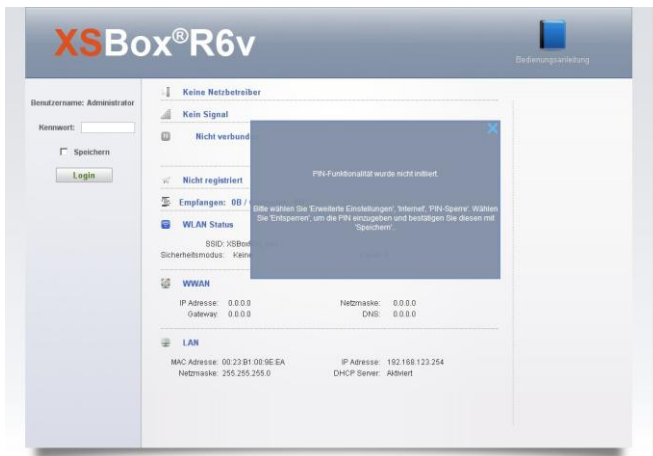 XSBox®R6v
Bedienungsanleitung
Benutzername: Administrator
Kennwort:
Speichern
Login
Keine Netzbetreiber
Kein Signal
Nicht verbund
Nicht registriert
Empfangen: 0B /
WLAN Status
SSID:
Sicherheitsmodus: Keine
PIN-Funktionalität wurde nicht initiiert.
Bitte wählen Sie 'Erweiterte Einstellungen', 'Internet', 'PIN-Sperre'. Wählen
Sie 'Entsperren', um die PIN einzugeben und bestätigen Sie diesen mit
'Speichern'.
WWAN
IP Adresse: 0.0.0.0 Netzmaske: 0.0.0.0
Gateway: 0.0.0.0 DNS: 0.0.0.0
LAN
MAC Adresse: 00:23:B1:00:9E:EA IP Adresse: 192.168.123.254
Netzmaske: 255.255.255.0 DHCP Server: Aktiviert